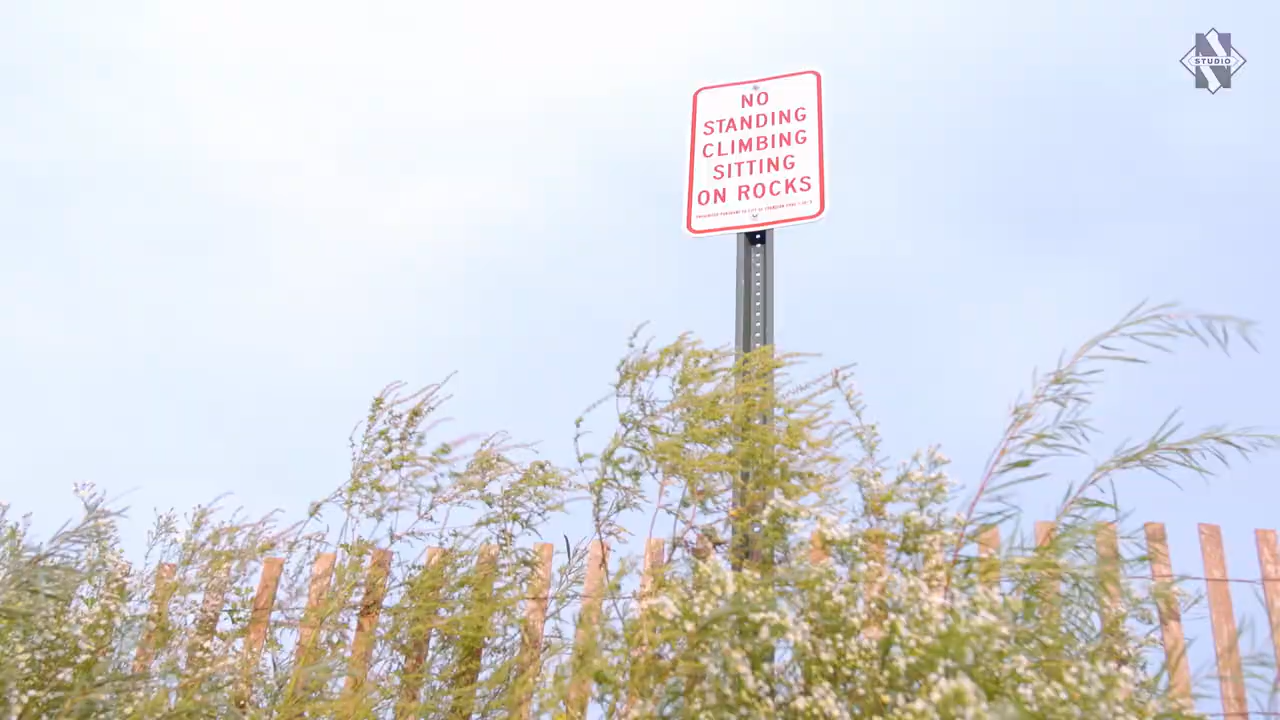 NO
STANDING
CLIMBING
SITTING
ON ROCKS
STUDIO
N